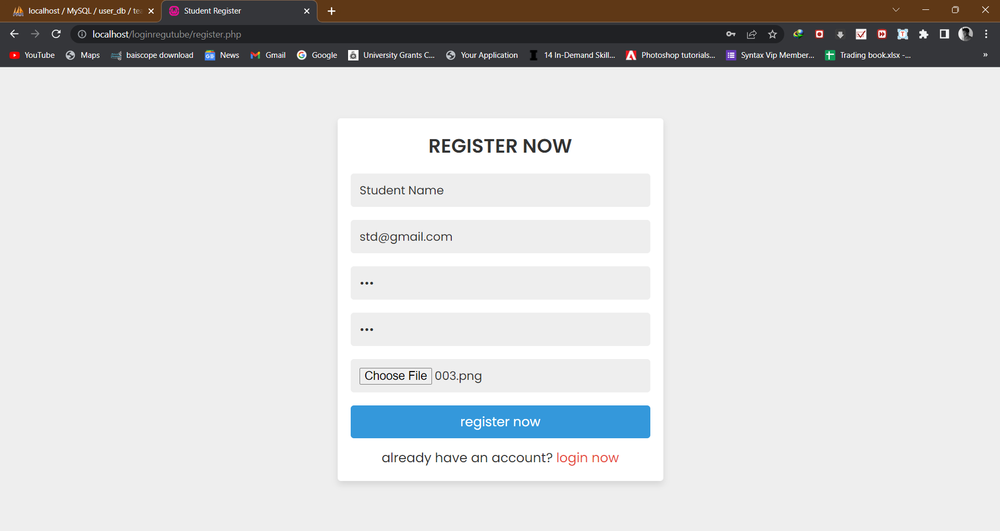 localhost / MySQL / user_db / tea
Student Register
localhost/loginregutube/register.php
YouTube
Maps
baiscope download
News
Gmail
Google
University Grants C...
Your Application
14 In-Demand Skill...
Photoshop tutorials...
Syntax Vip Member...
Trading book.xlsx -...
»
REGISTER NOW
Student Name
std@gmail.com
•••
•••
Choose File 003.png
register now
already have an account? login now